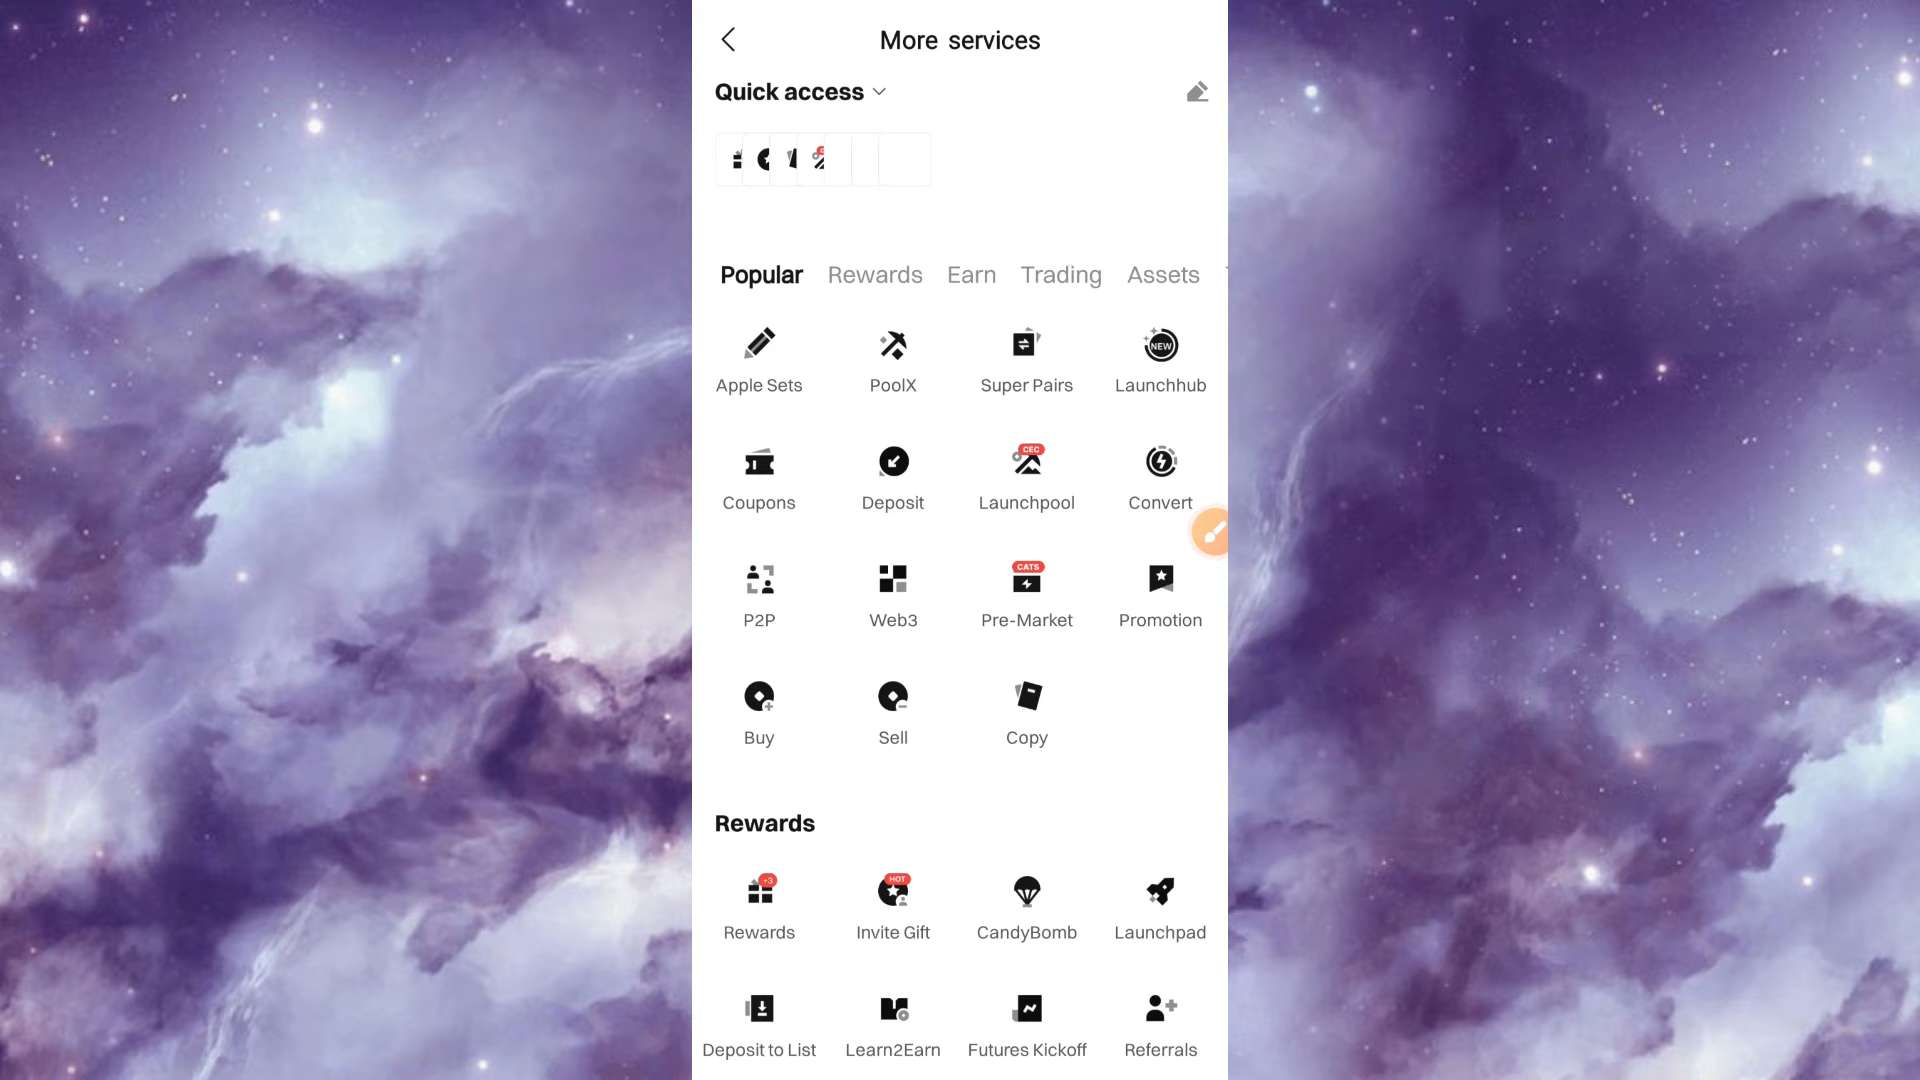 More services
Quick access
Popular Rewards Earn Trading Assets
NEW
Apple Sets PoolX Super Pairs Launchhub
CEC
Coupons Deposit Launchpool Convert
CATS
P2P Web3 Pre-Market Promotion
Buy Sell Copy
Rewards
+3 HOT
Rewards Invite Gift CandyBomb Launchpad
Deposit to List Learn2Earn Futures Kickoff Referrals